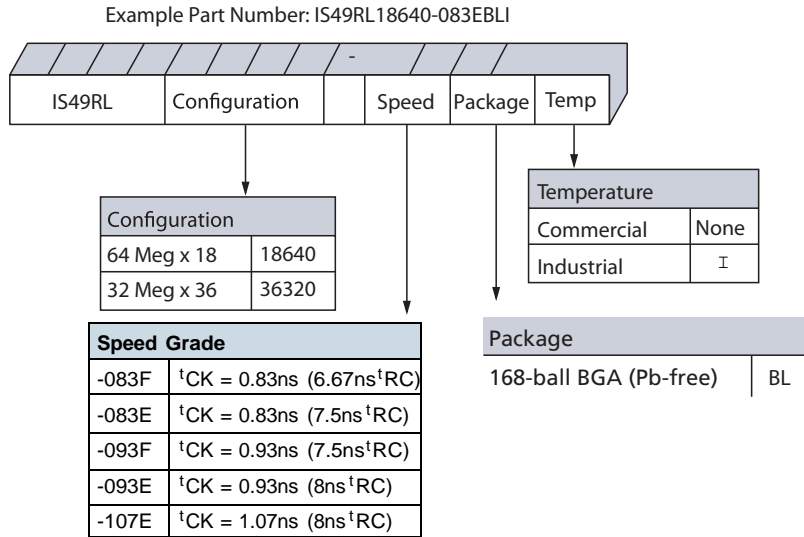 Example Part Number: IS49RL18640-083EBLI
-
IS49RL Configuration Speed Package Temp
Configuration
64 Meg x 18 18640
32 Meg x 36 36320
Temperature
Commercial None
Industrial I
Speed Grade
-083F tCK = 0.83ns (6.67ns tRC)
-083E tCK = 0.83ns (7.5ns tRC)
-093F tCK = 0.93ns (7.5ns tRC)
-093E tCK = 0.93ns (8ns tRC)
-107E tCK = 1.07ns (8ns tRC)
Package
168-ball BGA (Pb-free) BL